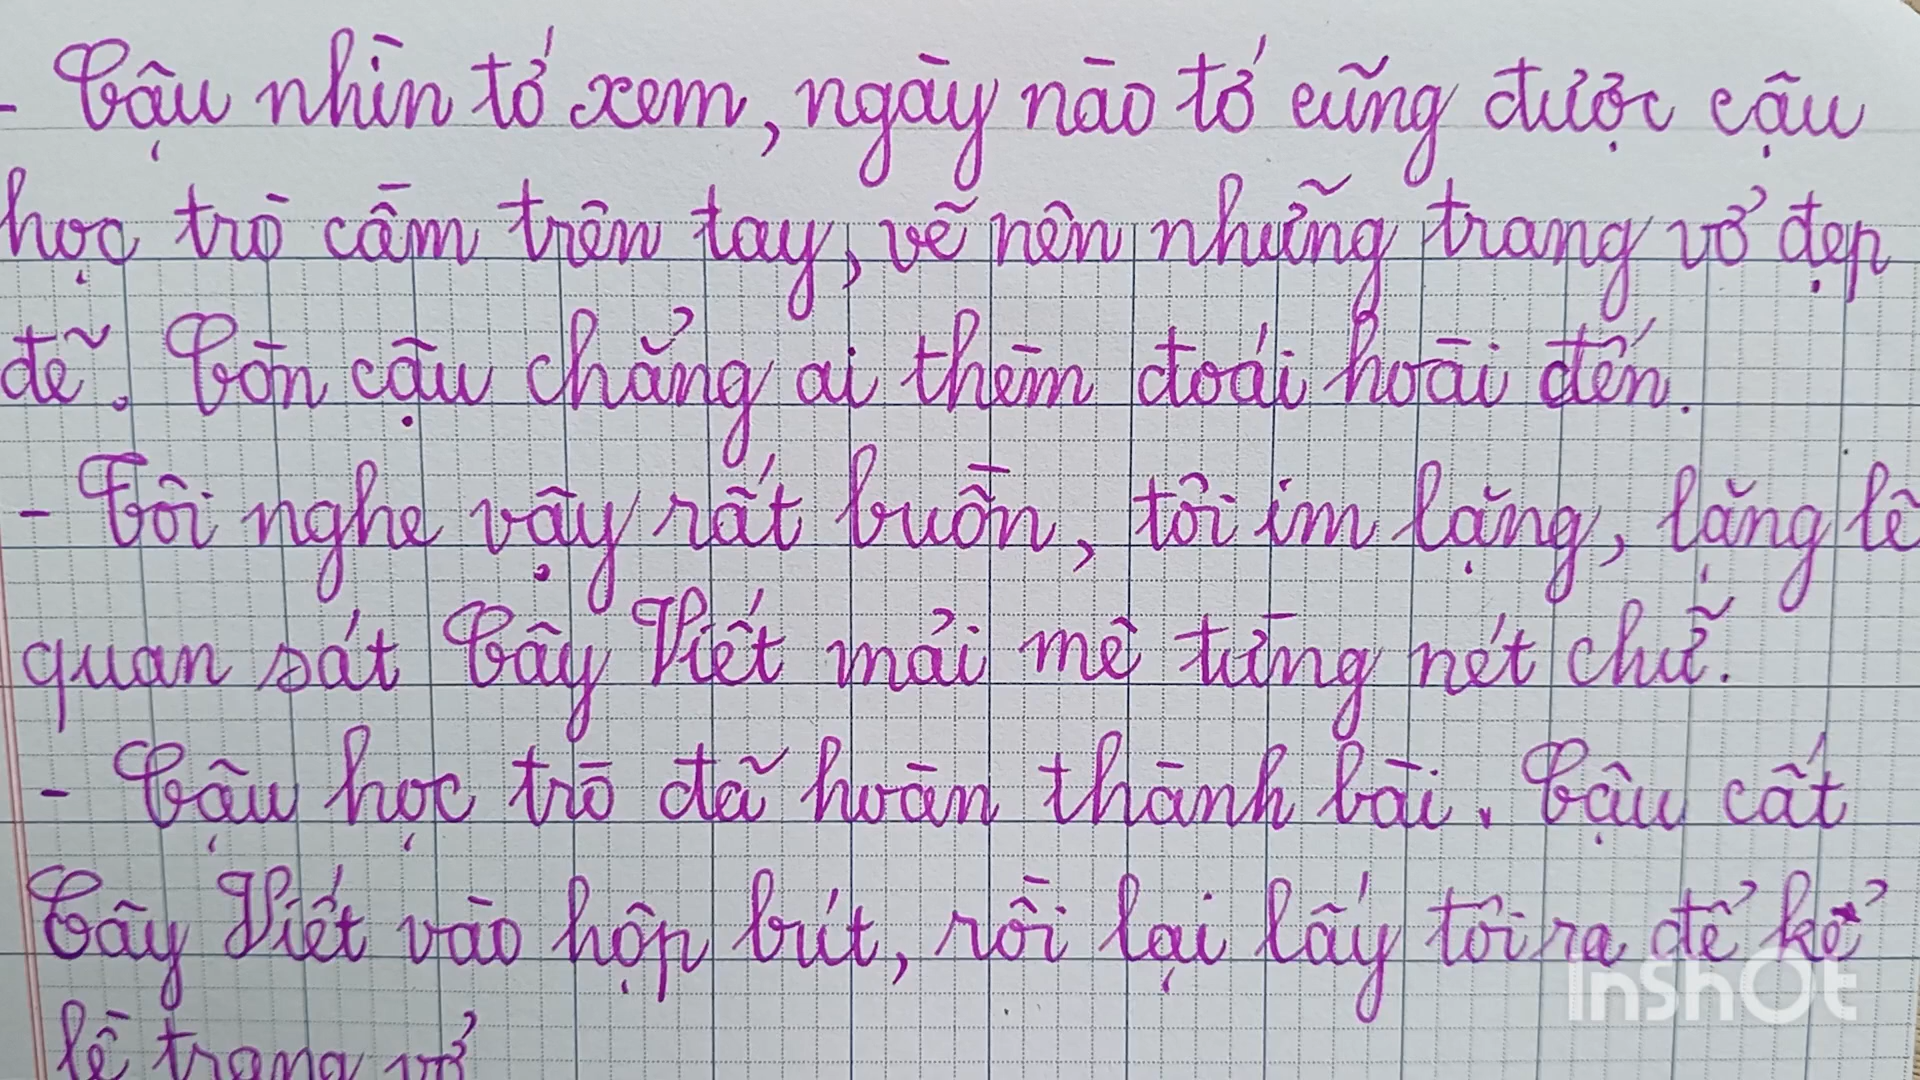 - Cậu nhìn tớ xem, ngày nào tớ cũng được cậu
học trò cầm trên tay, vẽ nên những trang vở đẹp
đẽ. Còn cậu chẳng ai thèm đoái hoài đến.
- Tôi nghe vậy rất buồn, tôi im lặng, lặng lẽ
quan sát Cây Viết mải mê từng nét chữ.
- Cậu học trò đã hoàn thành bài. Cậu cất
Cây Viết vào hộp bút, rồi lại lấy tôi ra để kẻ
lề trang vở
InShOt